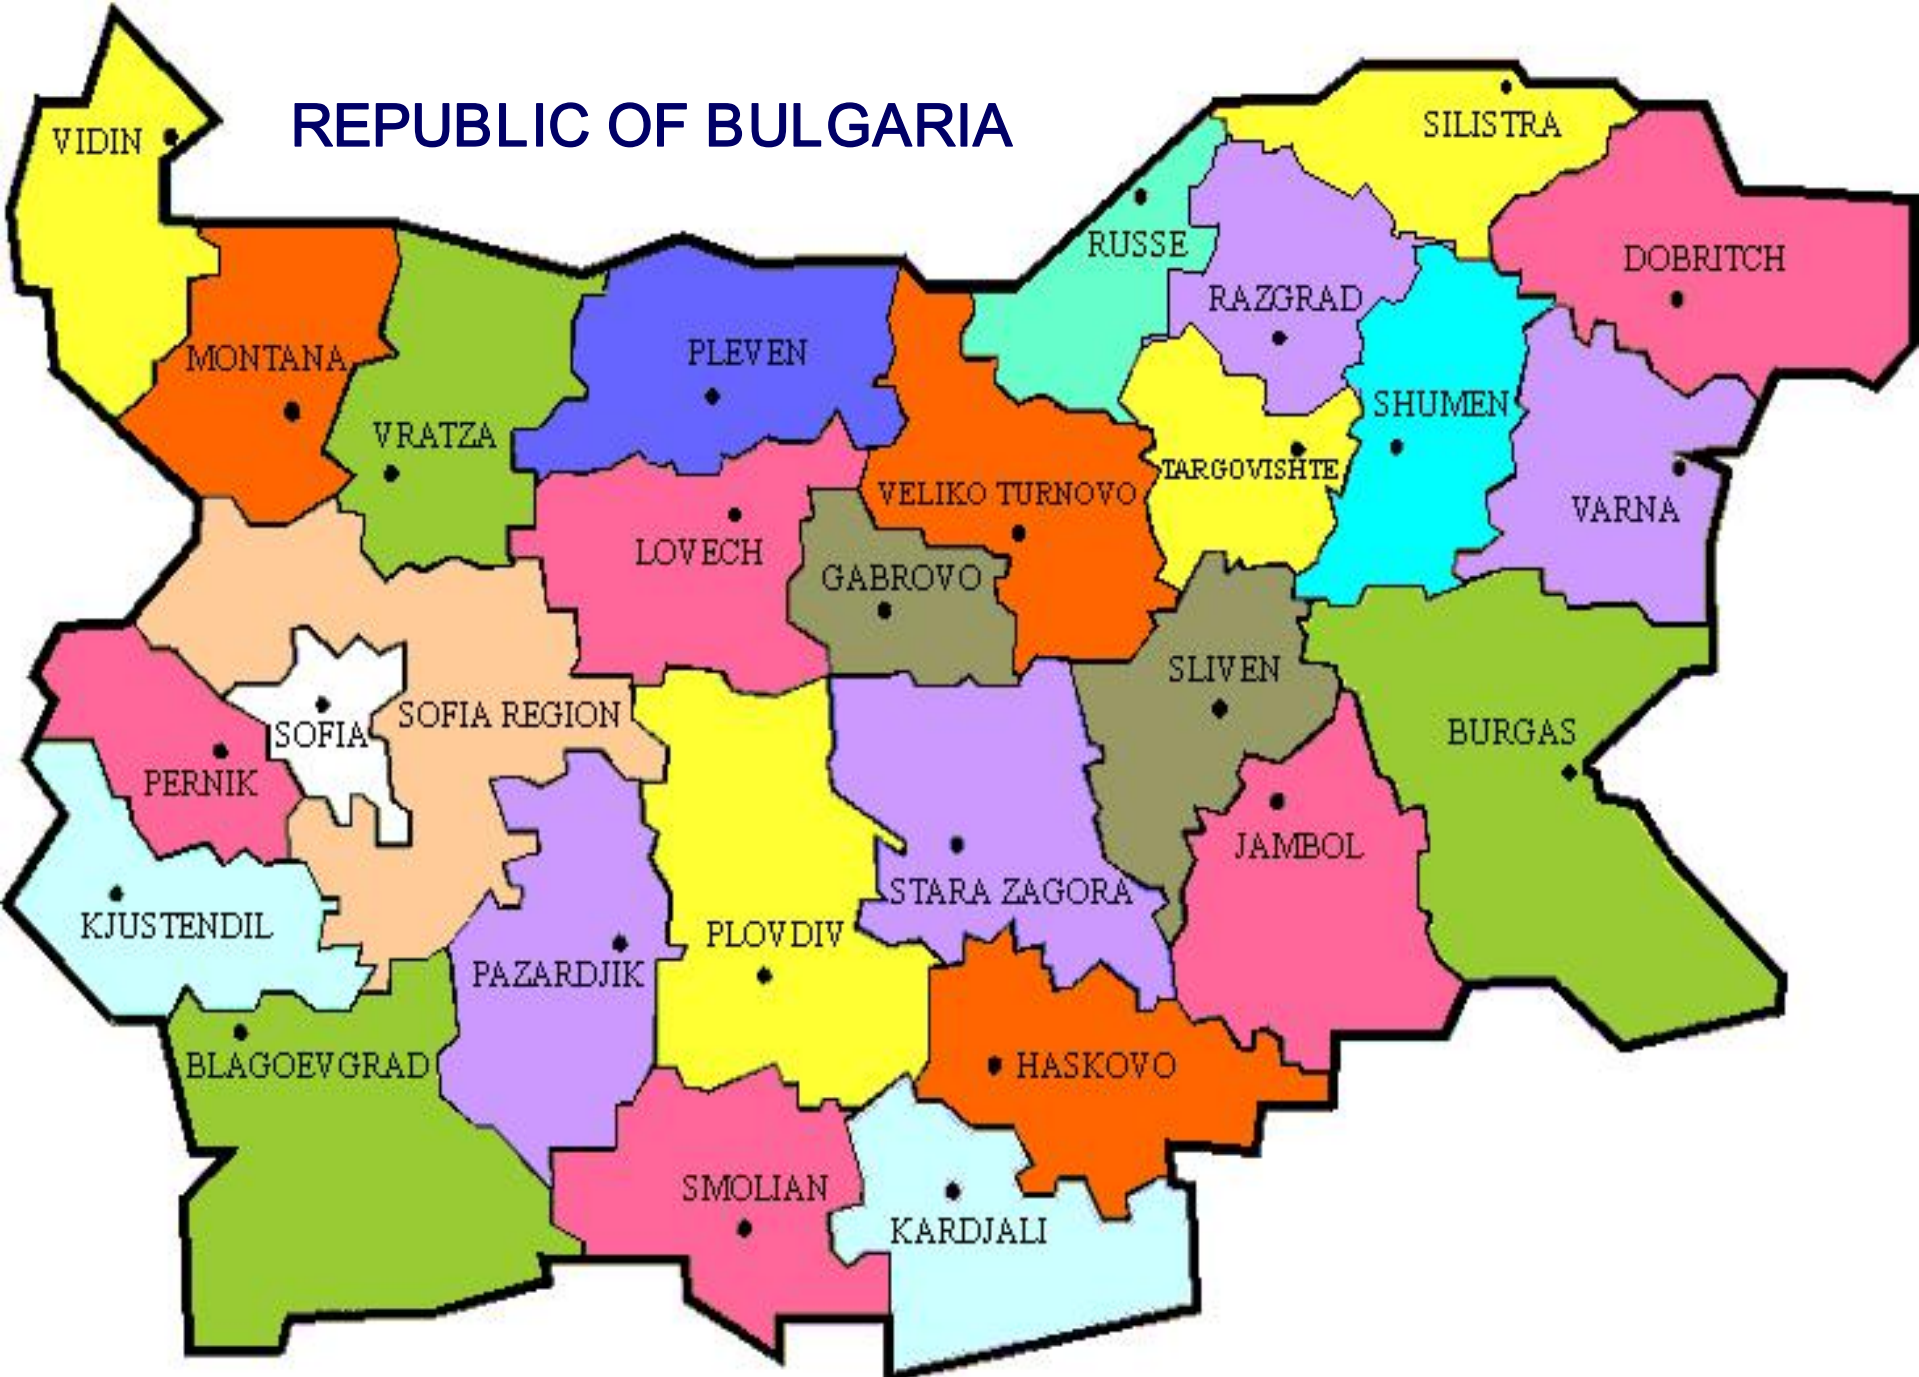 REPUBLIC OF BULGARIA
VIDIN
SILISTRA
RUSSE
DOBRITCH
RAZGRAD
MONTANA
PLEVEN
VRATZA
SHUMEN
TARGOVISHTE
VELIKO TURNOVO
VARNA
LOVECH
GABROVO
SLIVEN
SOFIA REGION
SOFIA
BURGAS
PERNIK
JAMBOL
STARA ZAGORA
KJUSTENDIL
PLOVDIV
PAZARDJIK
BLAGOEVGRAD
HASKOVO
SMOLIAN
KARDJALI